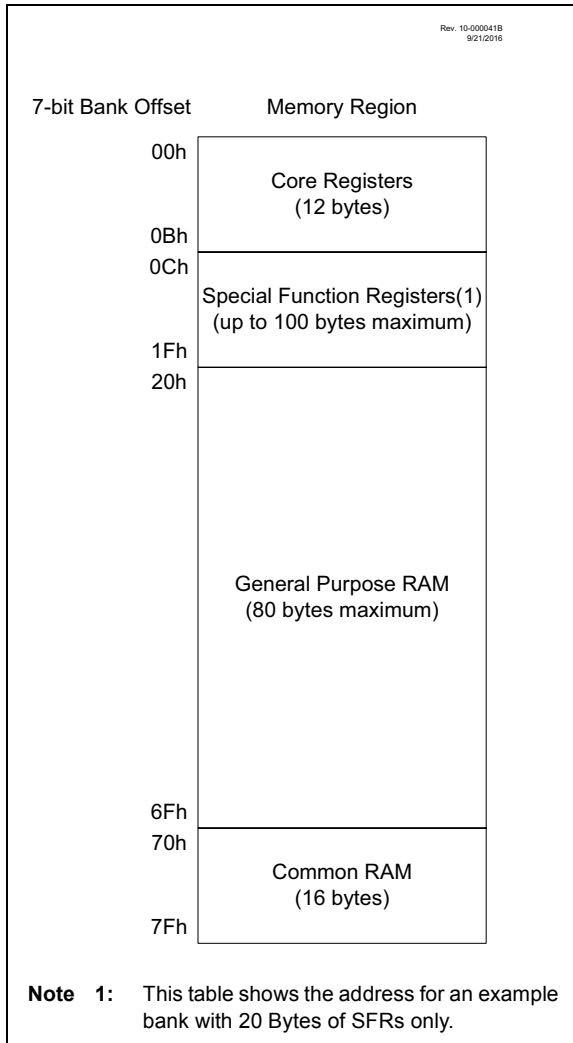 Rev. 10-000041B
9/21/2016
7-bit Bank Offset Memory Region
00h
Core Registers
(12 bytes)
0Bh
0Ch
Special Function Registers(1)
(up to 100 bytes maximum)
1Fh
20h
General Purpose RAM
(80 bytes maximum)
6Fh
70h
Common RAM
(16 bytes)
7Fh
Note 1: This table shows the address for an example
bank with 20 Bytes of SFRs only.